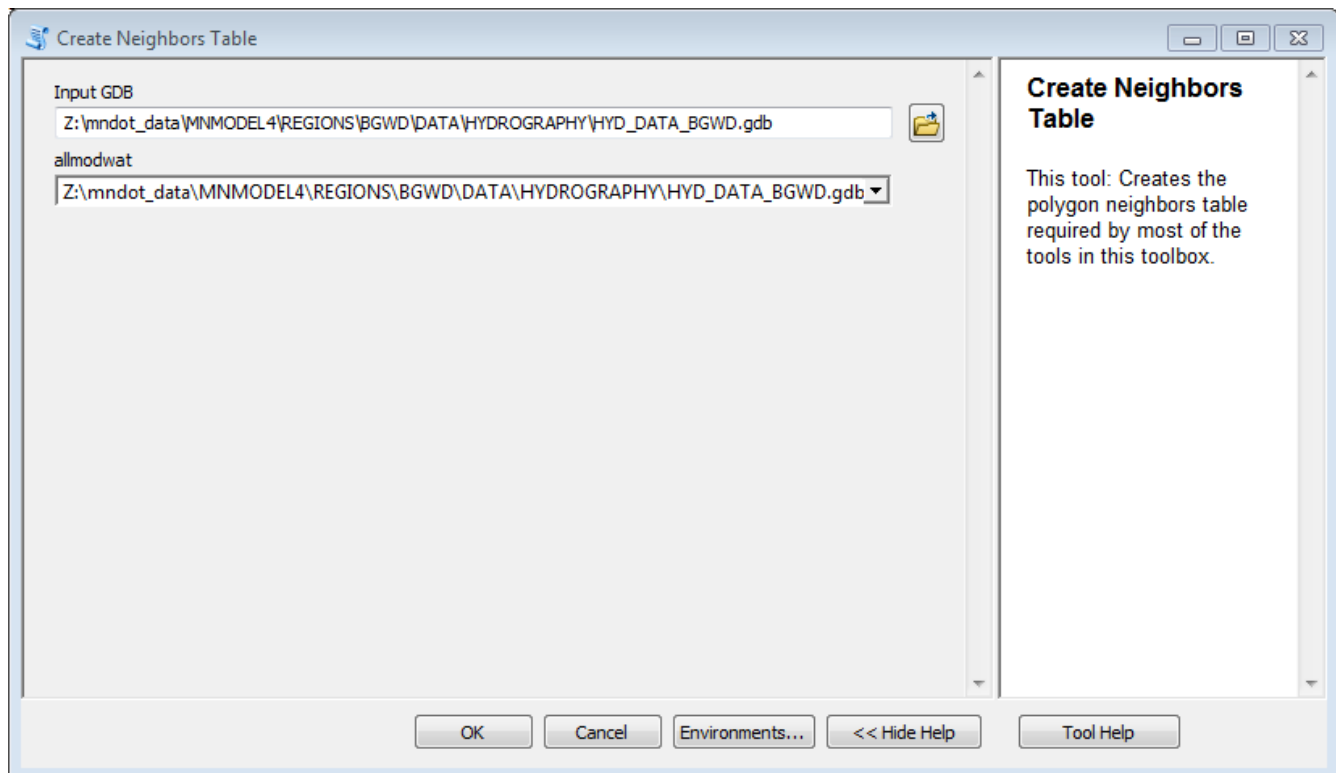 Create Neighbors Table
Input GDB
Z:\mndot_data\MNMODEL4\REGIONS\BGWD\DATA\HYDROGRAPHY\HYD_DATA_BGWD.gdb
allmodwat
Z:\mndot_data\MNMODEL4\REGIONS\BGWD\DATA\HYDROGRAPHY\HYD_DATA_BGWD.gdb
Create Neighbors
Table
This tool: Creates the
polygon neighbors table
required by most of the
tools in this toolbox.
OK
Cancel
Environments...
<< Hide Help
Tool Help